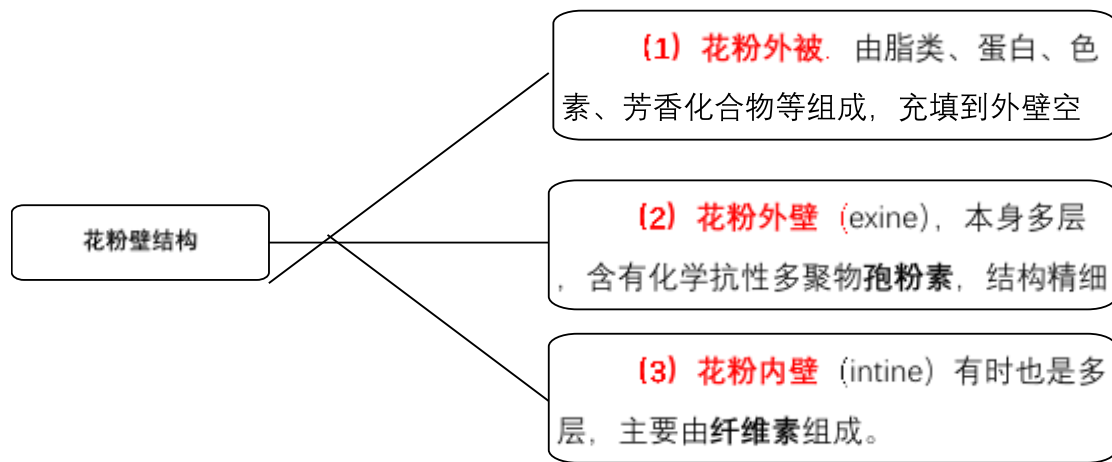 花粉壁结构
(1) 花粉外被. 由脂类、蛋白、色
素、芳香化合物等组成, 充填到外壁空
(2) 花粉外壁 (exine), 本身多层
, 含有化学抗性多聚物孢粉素, 结构精细
(3) 花粉内壁 (intine) 有时也是多
层, 主要由纤维素组成。